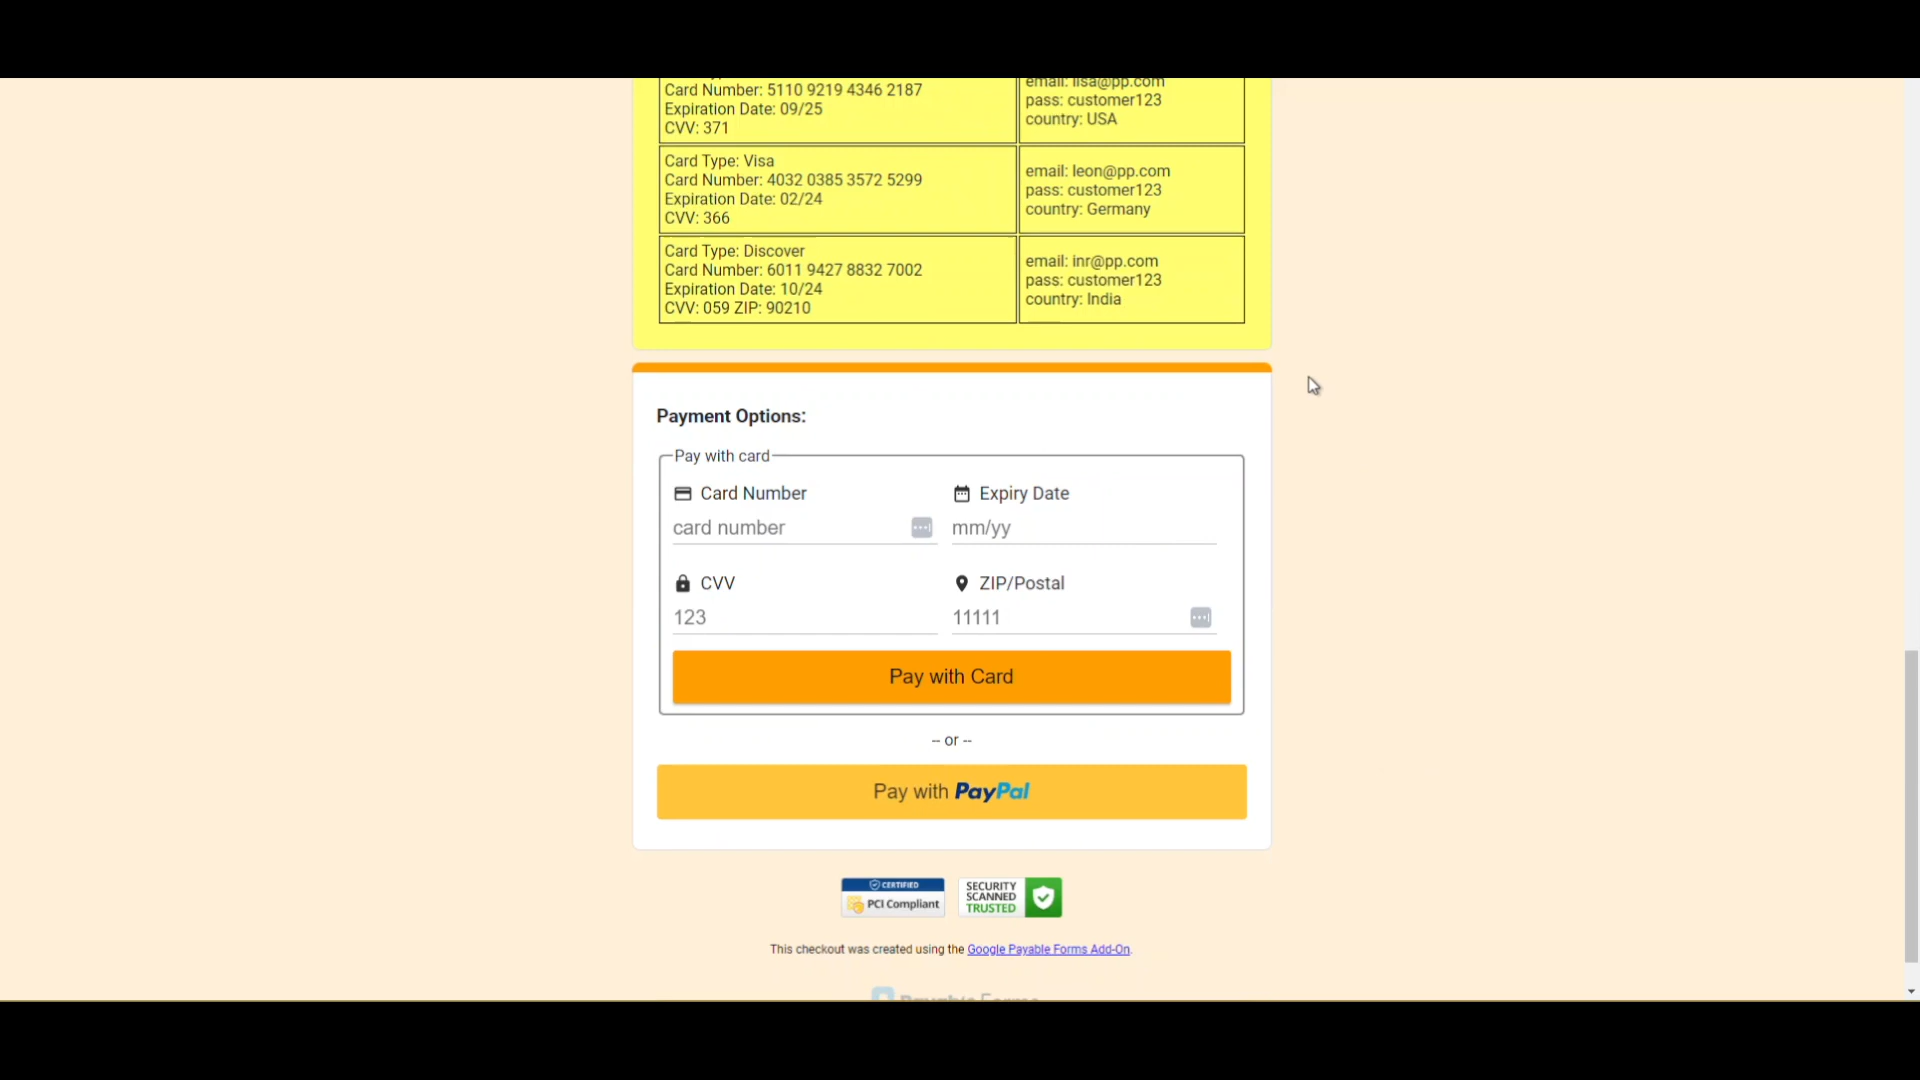 Card Number: 5110 9219 4346 2187
Expiration Date: 09/25
CVV: 371
email: lisa@pp.com
pass: customer123
country: USA
Card Type: Visa
Card Number: 4032 0385 3572 5299
Expiration Date: 02/24
CVV: 366
email: leon@pp.com
pass: customer123
country: Germany
Card Type: Discover
Card Number: 6011 9427 8832 7002
Expiration Date: 10/24
CVV: 059 ZIP: 90210
email: inr@pp.com
pass: customer123
country: India
Payment Options:
Pay with card
Card Number
card number
Expiry Date
mm/yy
CVV
123
ZIP/Postal
11111
Pay with Card
-- or --
Pay with PayPal
CERTIFIED
PCI Compliant
SECURITY
SCANNED
TRUSTED
This checkout was created using the Google Payable Forms Add-On.